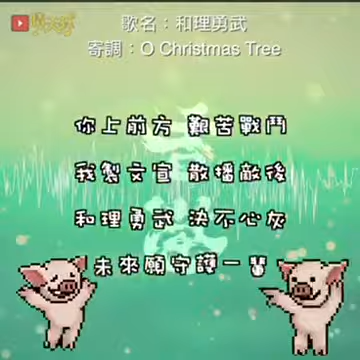 歌名：和理勇武
寄調：O Christmas Tree
你上前方 艱苦戰鬥
我製文宣 散播敵後
和理勇武 決不心灰
未來願守護一輩